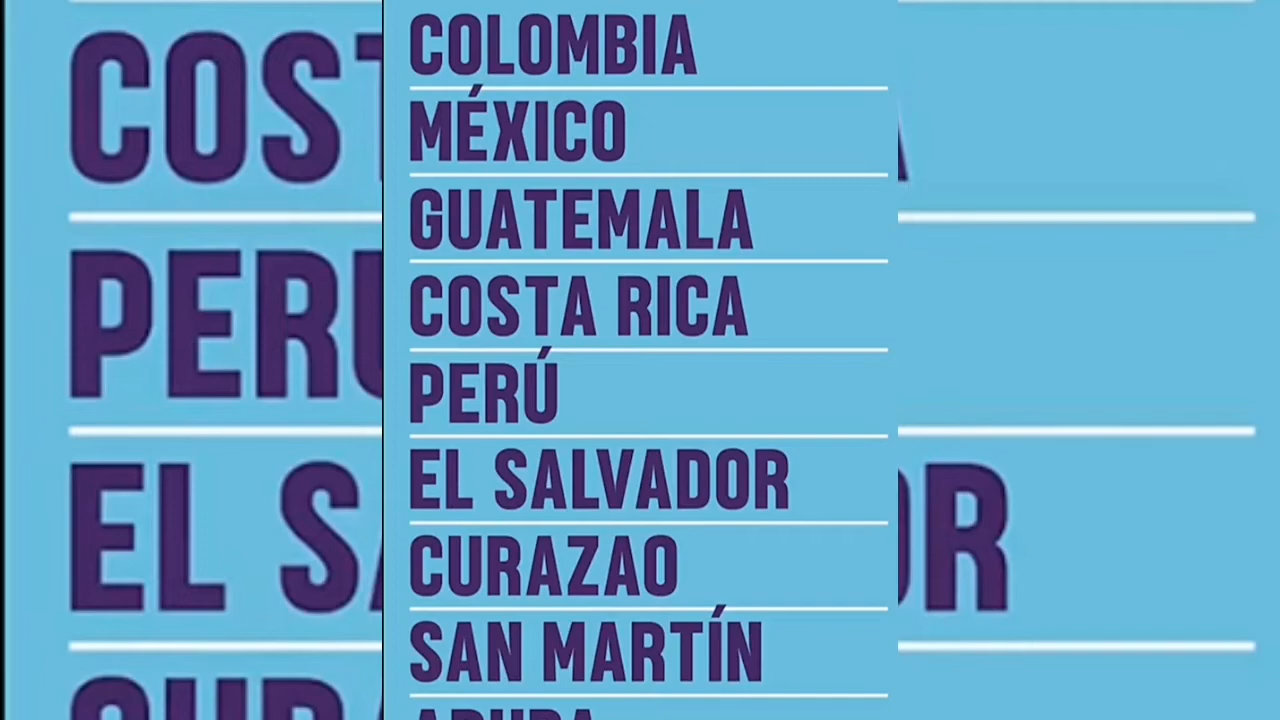 COLOMBIA
MÉXICO
GUATEMALA
COSTA RICA
PERÚ
EL SALVADOR
CURAZAO
SAN MARTÍN